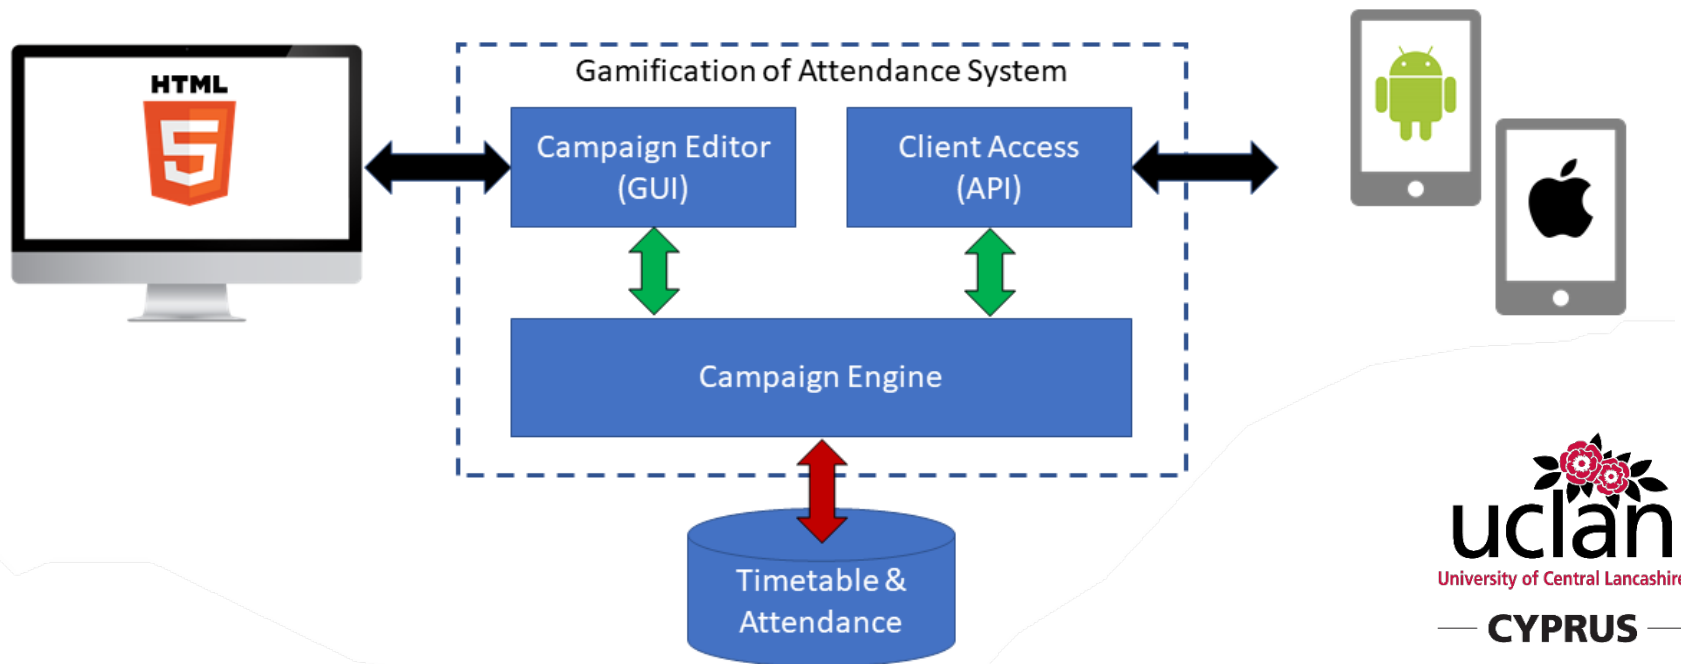 HTML
5
Gamification of Attendance System
Campaign Editor
(GUI)
Client Access
(API)
Campaign Engine
Timetable &
Attendance
uclan
University of Central Lancashire
CYPRUS